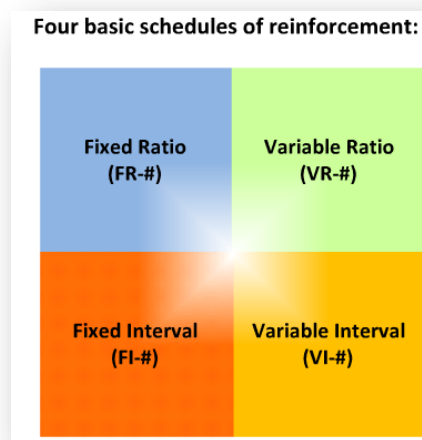 Four basic schedules of reinforcement:
Fixed Ratio
(FR-#)
Variable Ratio
(VR-#)
Fixed Interval
(FI-#)
Variable Interval
(VI-#)